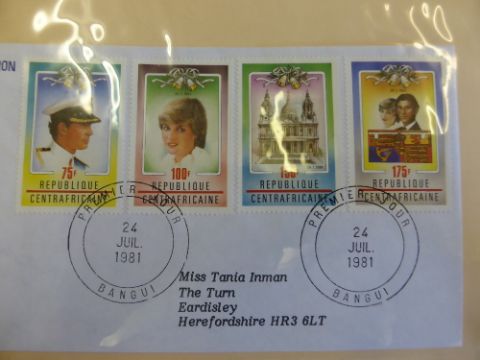 75F
REPUBLIQUE
CENTRAFRICAINE
100F
REPUBLIQUE
CENTRAFRICAINE
150F
REPUBLIQUE
CENTRAFRICAINE
175F
REPUBLIQUE
CENTRAFRICAINE
PREMIER JOUR
24
JUIL.
1981
BANGUI
PREMIER JOUR
24
JUIL.
1981
BANGUI
Miss Tania Inman
The Turn
Eardisley
Herefordshire HR3 6LT